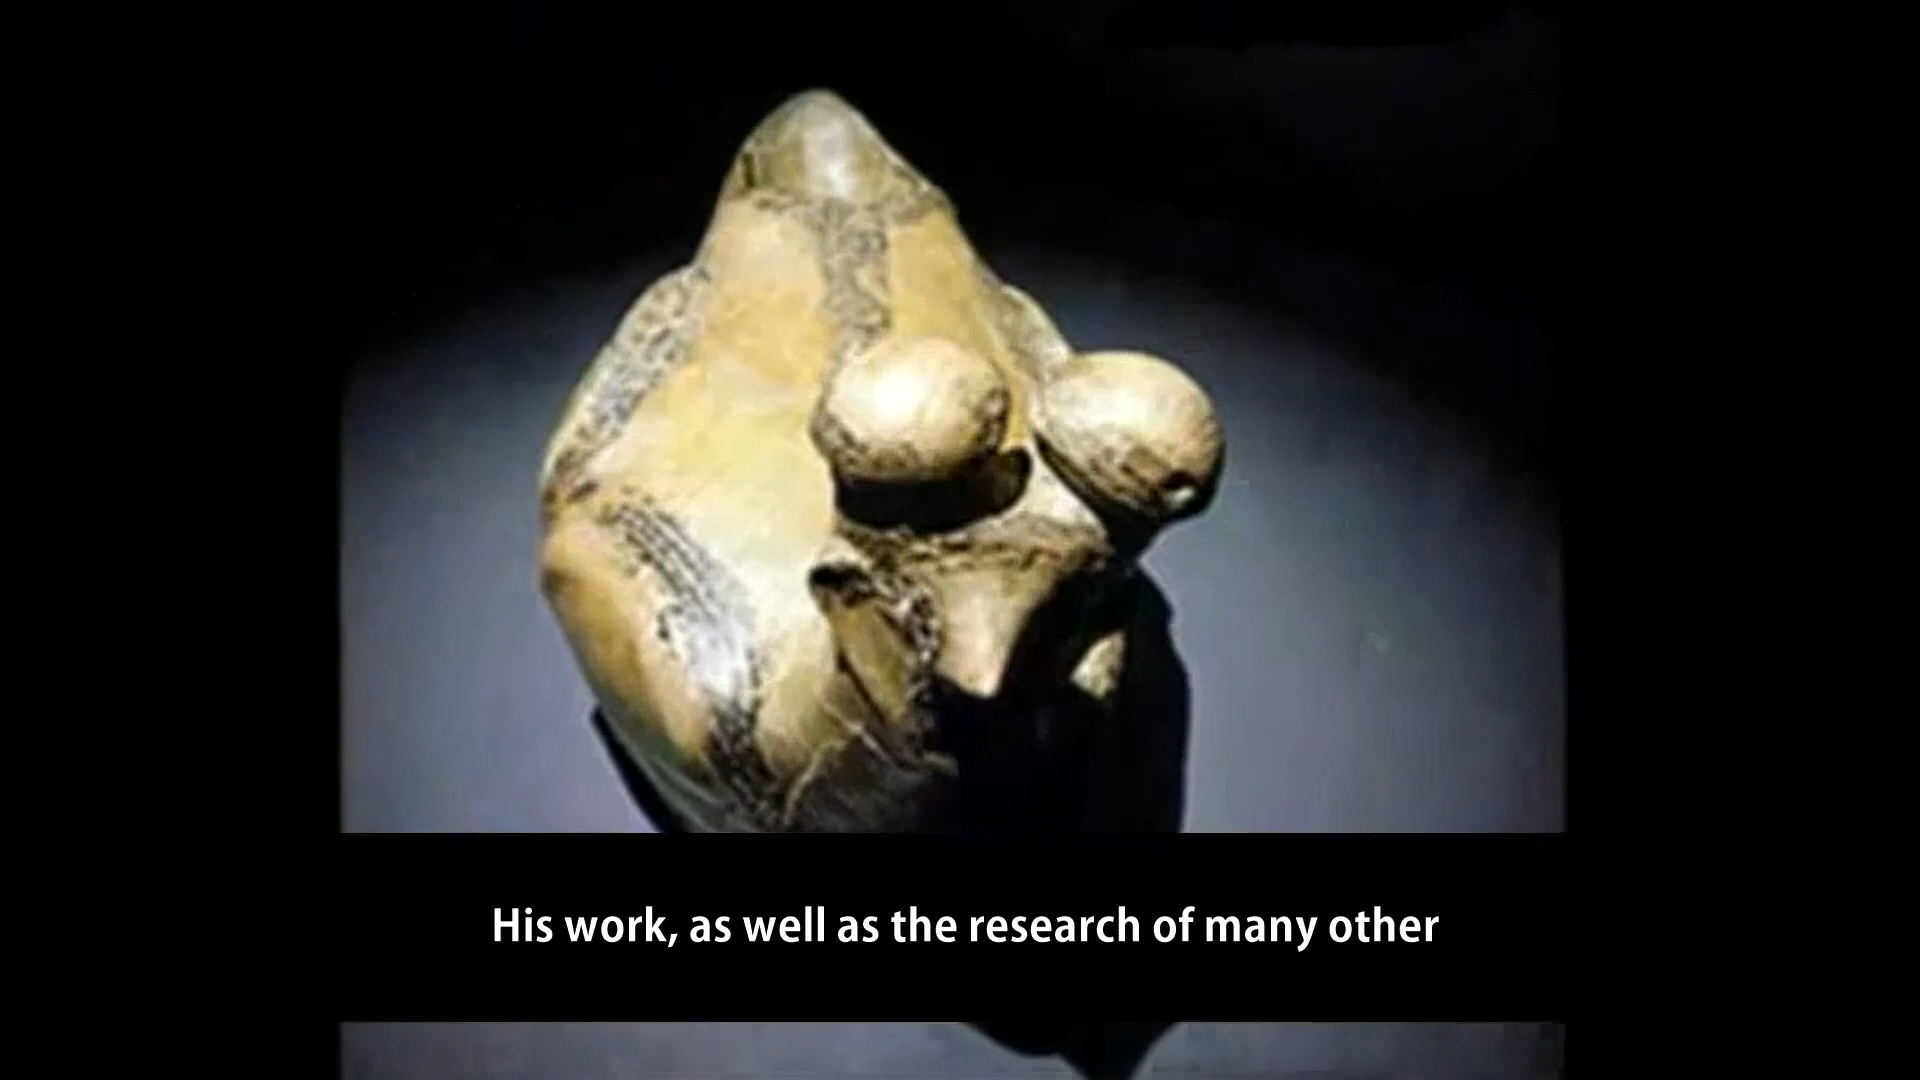 His work, as well as the research of many other